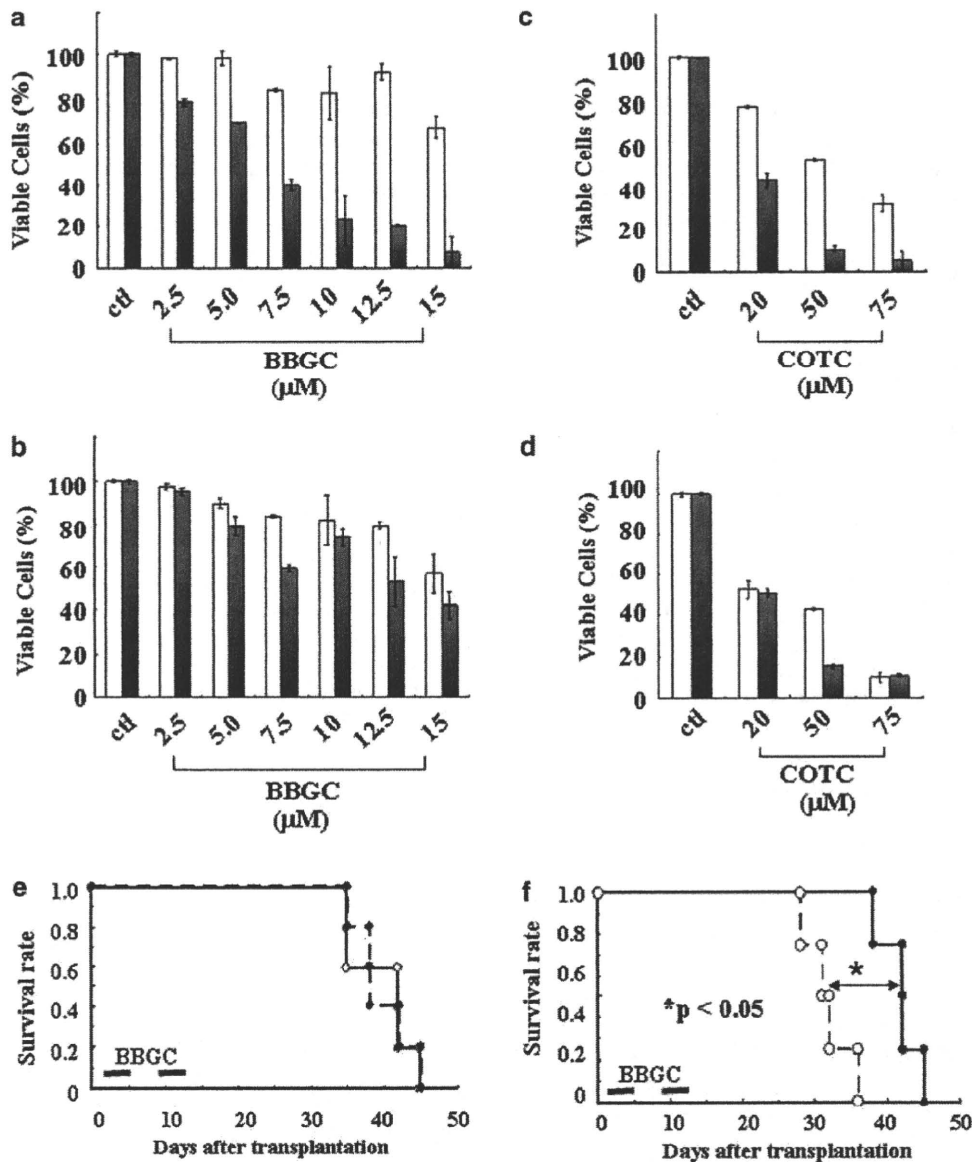 a
Viable Cells (%)
100
80
60
40
20
0
ctl 2.5 5.0 7.5 10 12.5 15
BBGC
(μM)
c
Viable Cells (%)
100
80
60
40
20
0
ctl 20 50 75
COTC
(μM)
b
Viable Cells (%)
100
80
60
40
20
0
ctl 2.5 5.0 7.5 10 12.5 15
BBGC
(μM)
d
Viable Cells (%)
100
80
60
40
20
0
ctl 20 50 75
COTC
(μM)
e
Survival rate
1.0
0.8
0.6
0.4
0.2
0
BBGC
0 10 20 30 40 50
Days after transplantation
f
Survival rate
1.0
0.8
0.6
0.4
0.2
0
*
*p < 0.05
BBGC
0 10 20 30 40 50
Days after transplantation